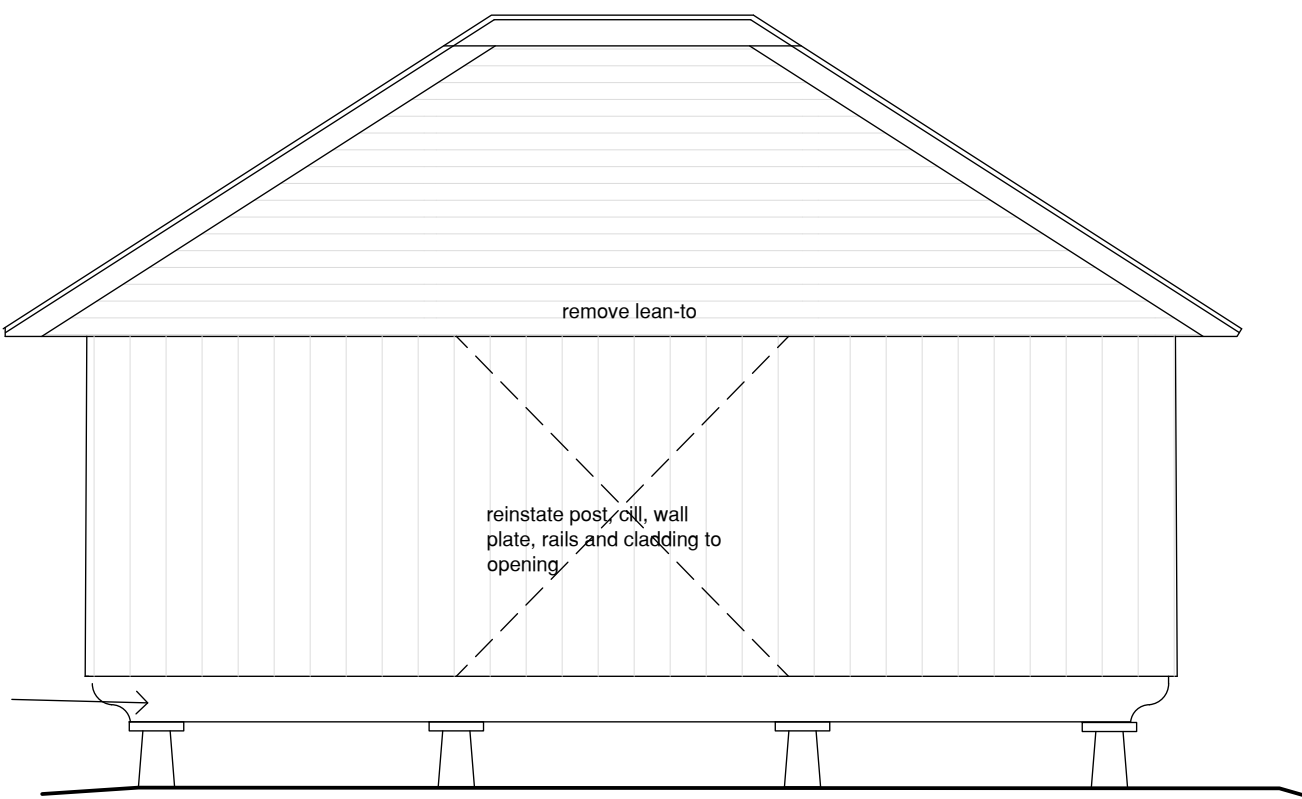 remove lean-to
reinstate post, cill, wall
plate, rails and cladding to
opening